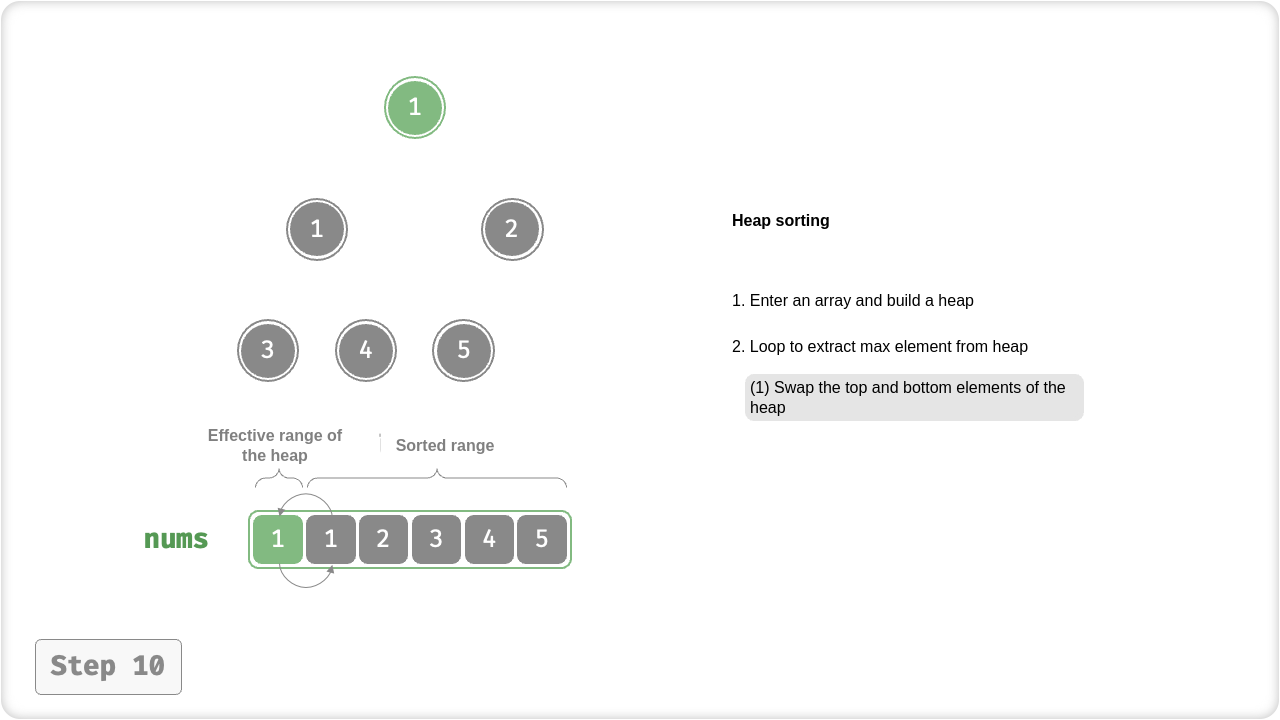 1
1 2
3 4 5
Heap sorting
1. Enter an array and build a heap
2. Loop to extract max element from heap
(1) Swap the top and bottom elements of the
heap
Effective range of
the heap
Sorted range
nums 1 1 2 3 4 5
Step 10